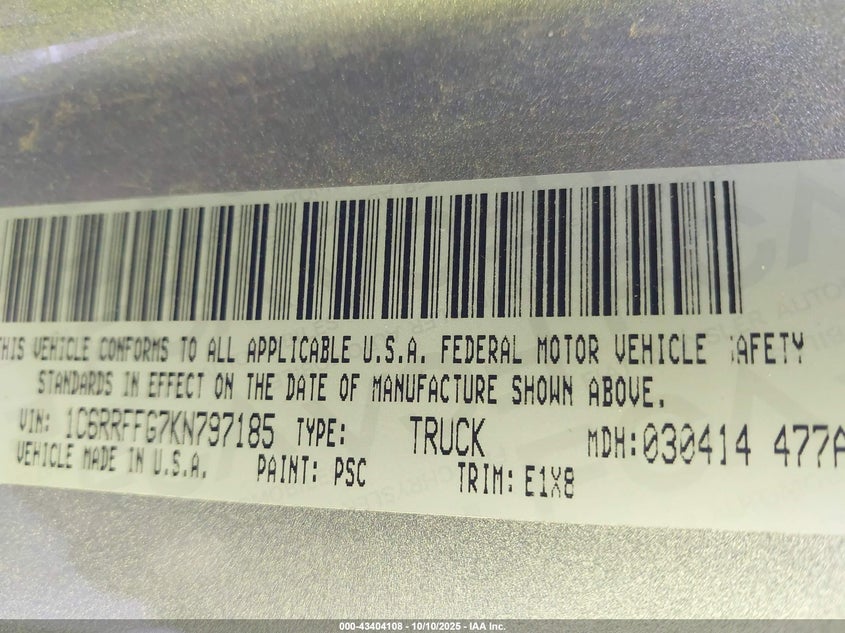 THIS VEHICLE CONFORMS TO ALL APPLICABLE U.S.A. FEDERAL MOTOR VEHICLE SAFETY
STANDARDS IN EFFECT ON THE DATE OF MANUFACTURE SHOWN ABOVE.
VIN: 1C6RRFFG7KN797185 TYPE: TRUCK MDH:030414 477A
VEHICLE MADE IN U.S.A. PAINT: PSC TRIM: E1X8
000-43404108 - 10/10/2025 - IAA Inc.